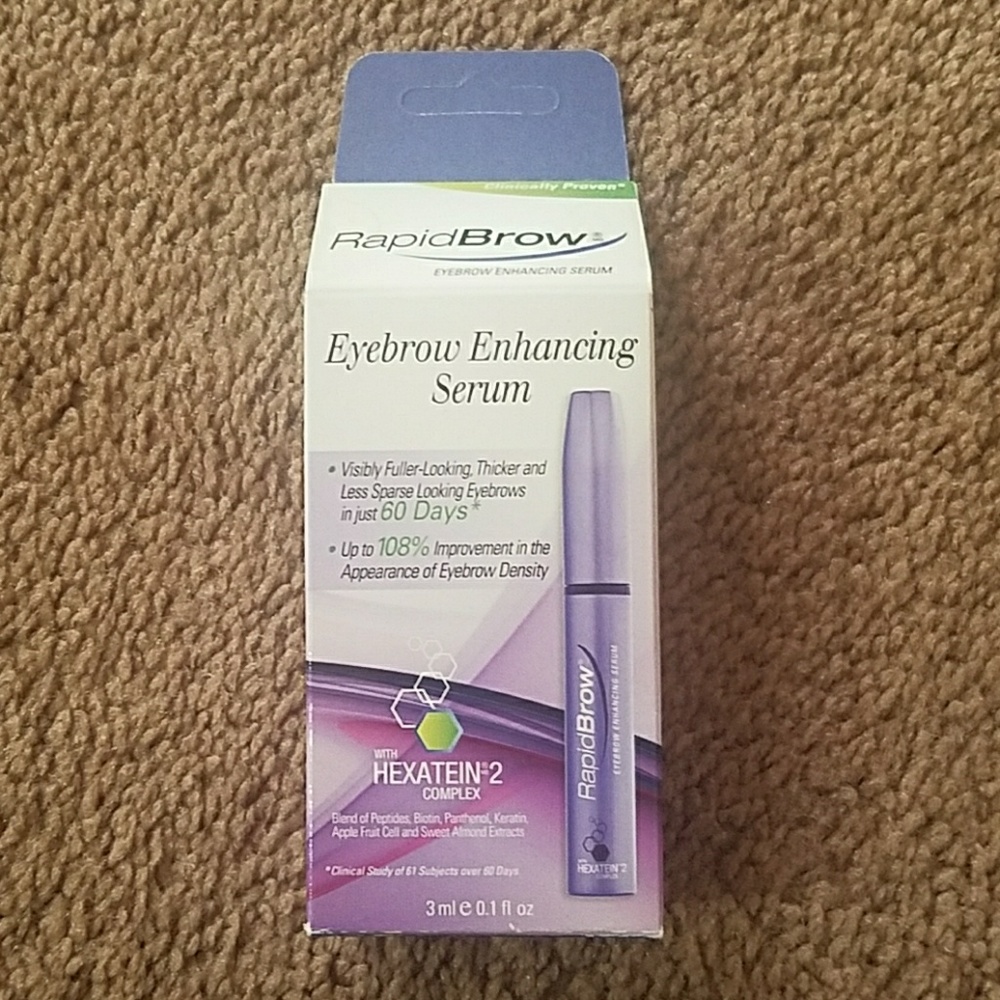 Clinically Proven*
RapidBrow®
EYEBROW ENHANCING SERUM
Eyebrow Enhancing
Serum
• Visibly Fuller-Looking, Thicker and
Less Sparse Looking Eyebrows
in just 60 Days*
• Up to 108% Improvement in the
Appearance of Eyebrow Density
WITH
HEXATEIN® 2
COMPLEX
Blend of Peptides, Biotin, Panthenol, Keratin,
Apple Fruit Cell and Sweet Almond Extracts
*Clinical Study of 61 Subjects over 60 Days
3 ml e 0.1 fl oz
RapidBrow®
EYEBROW ENHANCING SERUM
WITH
HEXATEIN® 2
COMPLEX